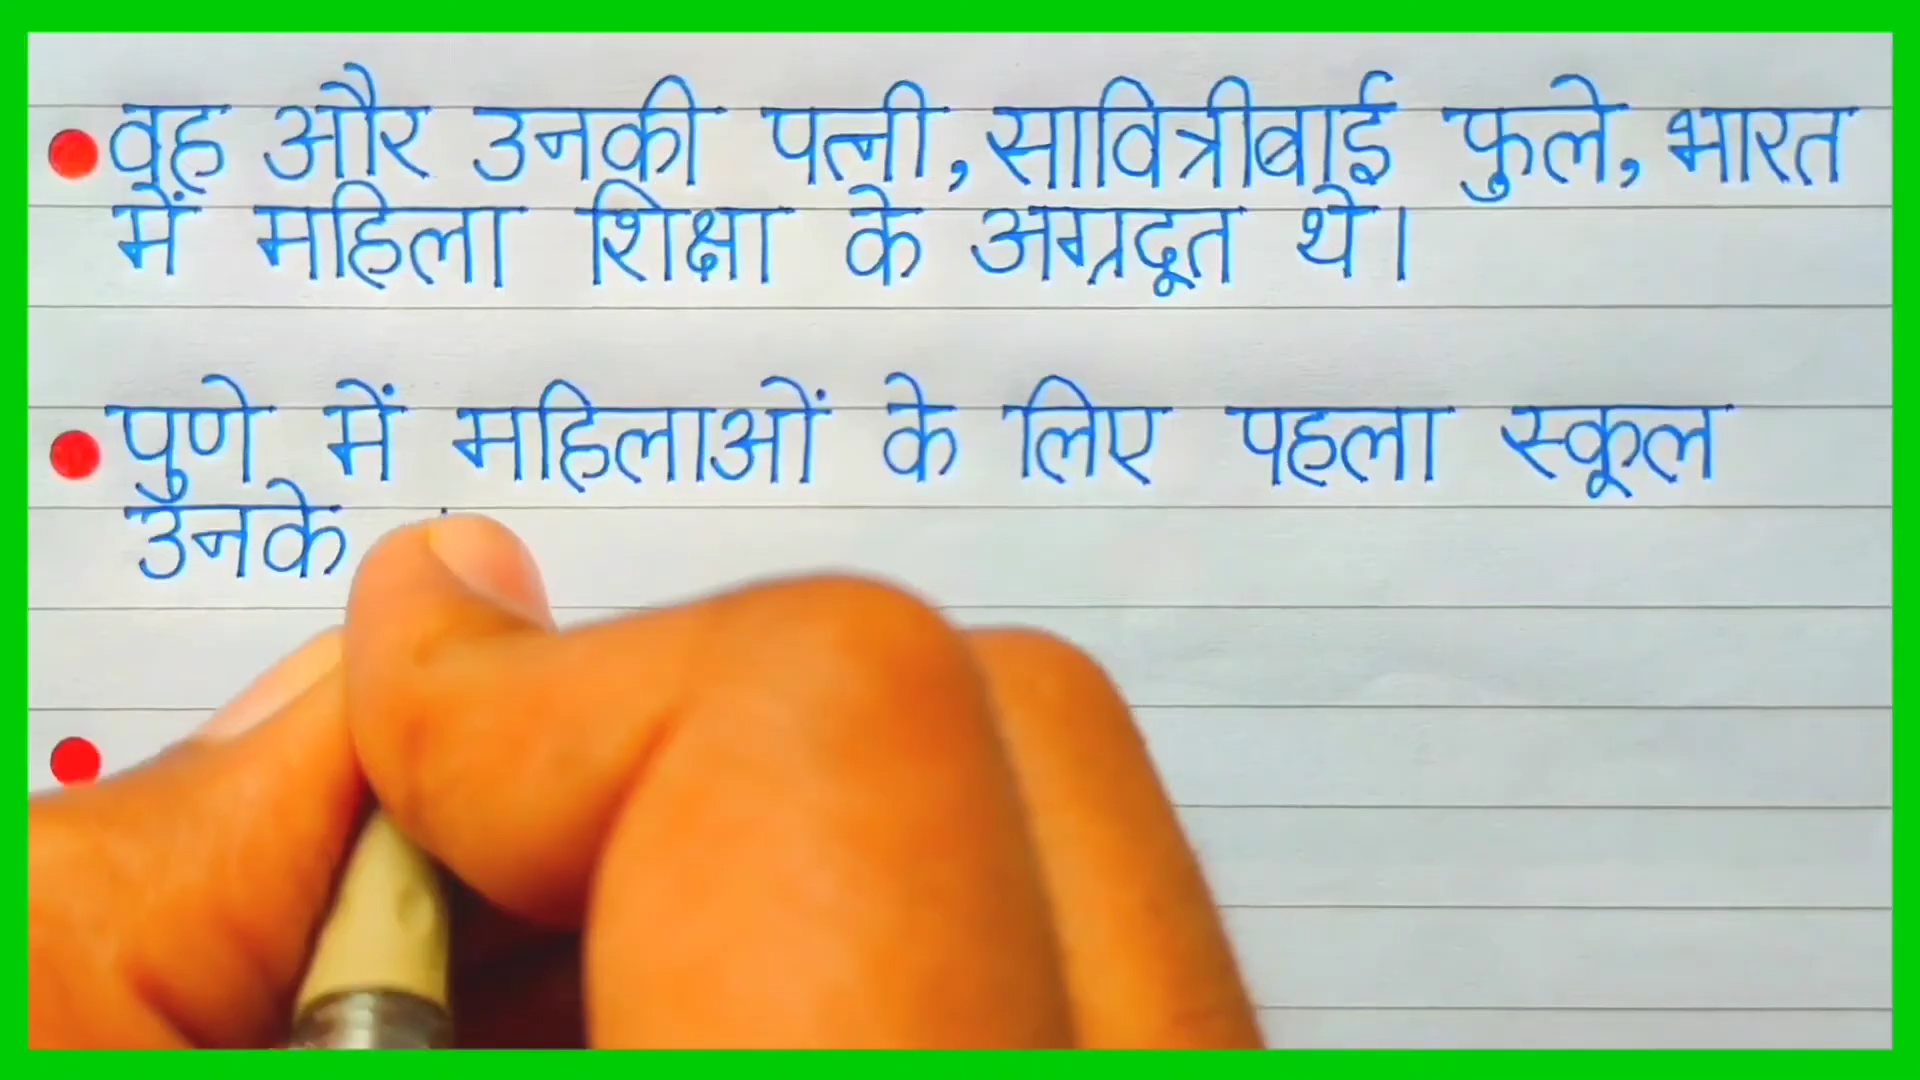 वह और उनकी पत्नी, सावित्रीबाई फुले, भारत
में महिला शिक्षा के अग्रदूत थे।
पुणे में महिलाओं के लिए पहला स्कूल
उनके